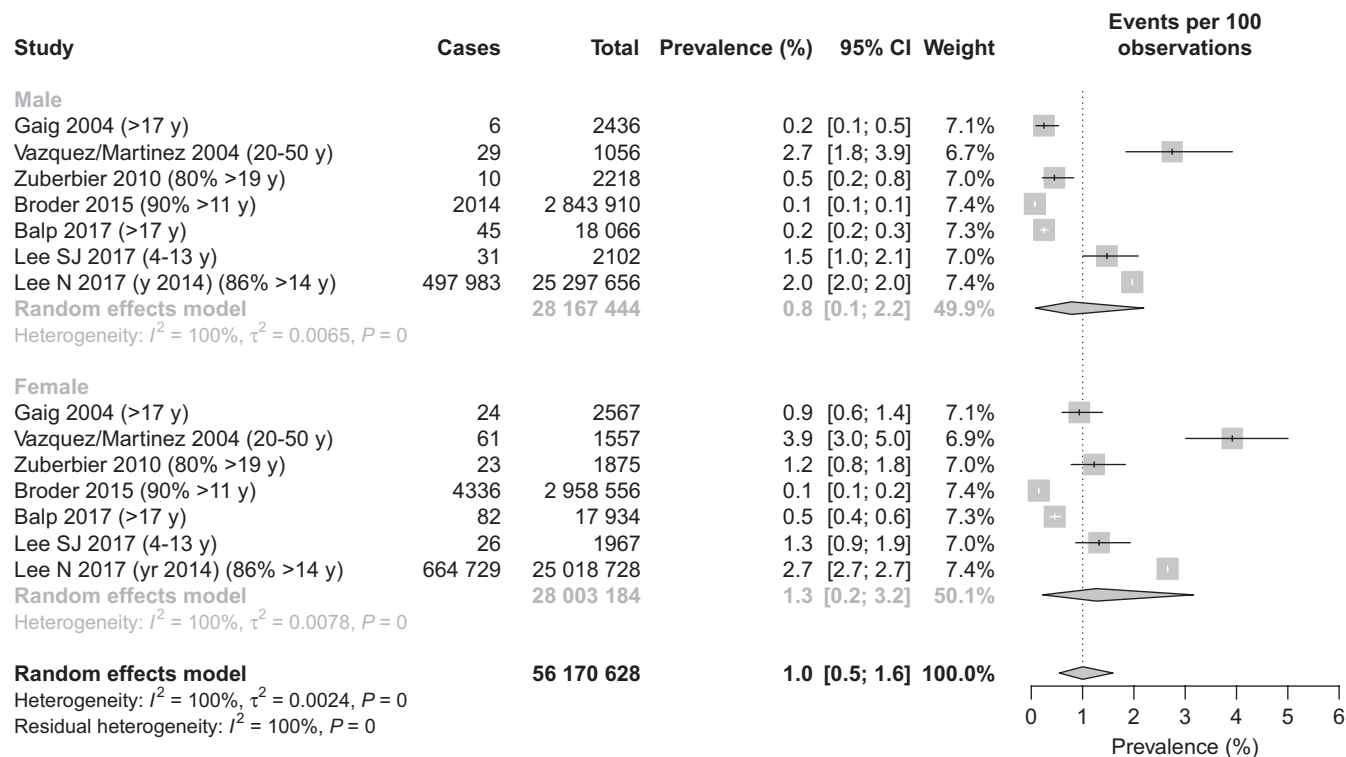 Events per 100
Study Cases Total Prevalence (%) 95% CI Weight observations
Male
Gaig 2004 (>17 y) 6 2436 0.2 [0.1; 0.5] 7.1%
Vazquez/Martinez 2004 (20-50 y) 29 1056 2.7 [1.8; 3.9] 6.7%
Zuberbier 2010 (80% >19 y) 10 2218 0.5 [0.2; 0.8] 7.0%
Broder 2015 (90% >11 y) 2014 2 843 910 0.1 [0.1; 0.1] 7.4%
Balp 2017 (>17 y) 45 18 066 0.2 [0.2; 0.3] 7.3%
Lee SJ 2017 (4-13 y) 31 2102 1.5 [1.0; 2.1] 7.0%
Lee N 2017 (y 2014) (86% >14 y) 497 983 25 297 656 2.0 [2.0; 2.0] 7.4%
Random effects model 28 167 444 0.8 [0.1; 2.2] 49.9%
Heterogeneity: I² = 100%, τ² = 0.0065, P = 0
Female
Gaig 2004 (>17 y) 24 2567 0.9 [0.6; 1.4] 7.1%
Vazquez/Martinez 2004 (20-50 y) 61 1557 3.9 [3.0; 5.0] 6.9%
Zuberbier 2010 (80% >19 y) 23 1875 1.2 [0.8; 1.8] 7.0%
Broder 2015 (90% >11 y) 4336 2 958 556 0.1 [0.1; 0.2] 7.4%
Balp 2017 (>17 y) 82 17 934 0.5 [0.4; 0.6] 7.3%
Lee SJ 2017 (4-13 y) 26 1967 1.3 [0.9; 1.9] 7.0%
Lee N 2017 (yr 2014) (86% >14 y) 664 729 25 018 728 2.7 [2.7; 2.7] 7.4%
Random effects model 28 003 184 1.3 [0.2; 3.2] 50.1%
Heterogeneity: I² = 100%, τ² = 0.0078, P = 0
Random effects model 56 170 628 1.0 [0.5; 1.6] 100.0%
Heterogeneity: I² = 100%, τ² = 0.0024, P = 0
Residual heterogeneity: I² = 100%, P = 0
0 1 2 3 4 5 6
Prevalence (%)